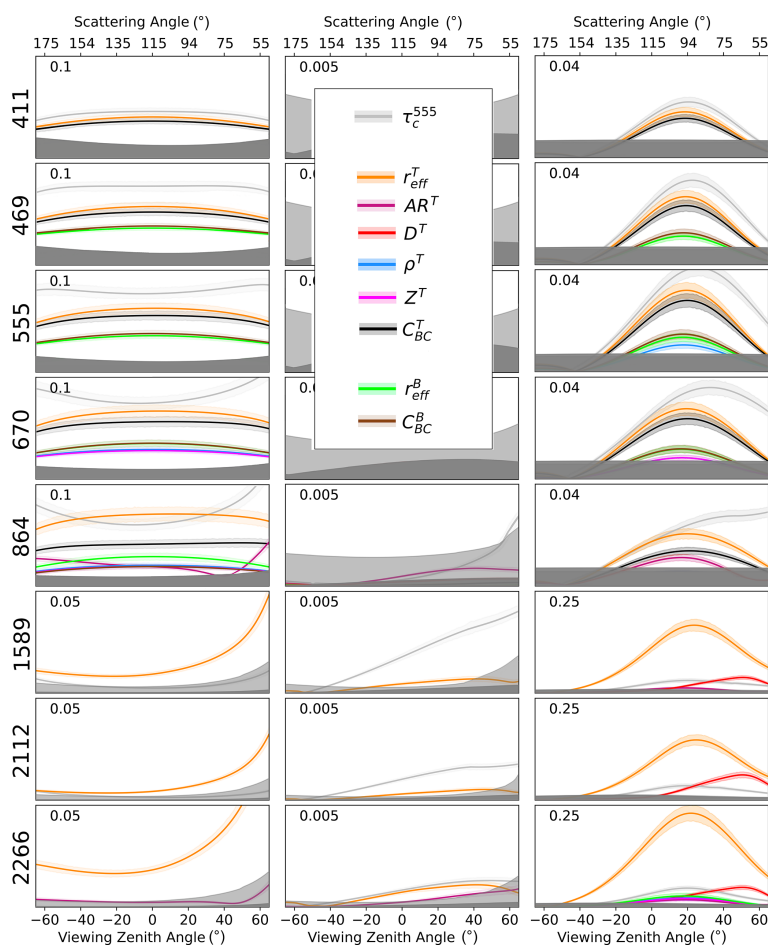 Scattering Angle (°) Scattering Angle (°) Scattering Angle (°)
175 154 135 115 94 75 55 175 154 135 115 94 75 55 175 154 135 115 94 75 55
411 0.1 0.005 0.04
τ_c^555
469 0.1 0.04
r_eff^T
AR^T
D^T
ρ^T
555 0.1 0.04
Z^T
C_BC^T
670 0.1 0.04
r_eff^B
C_BC^B
864 0.1 0.005 0.04
1589 0.05 0.005 0.25
2112 0.05 0.005 0.25
2266 0.05 0.005 0.25
−60 −40 −20 0 20 40 60 −60 −40 −20 0 20 40 60 −60 −40 −20 0 20 40 60
Viewing Zenith Angle (°) Viewing Zenith Angle (°) Viewing Zenith Angle (°)